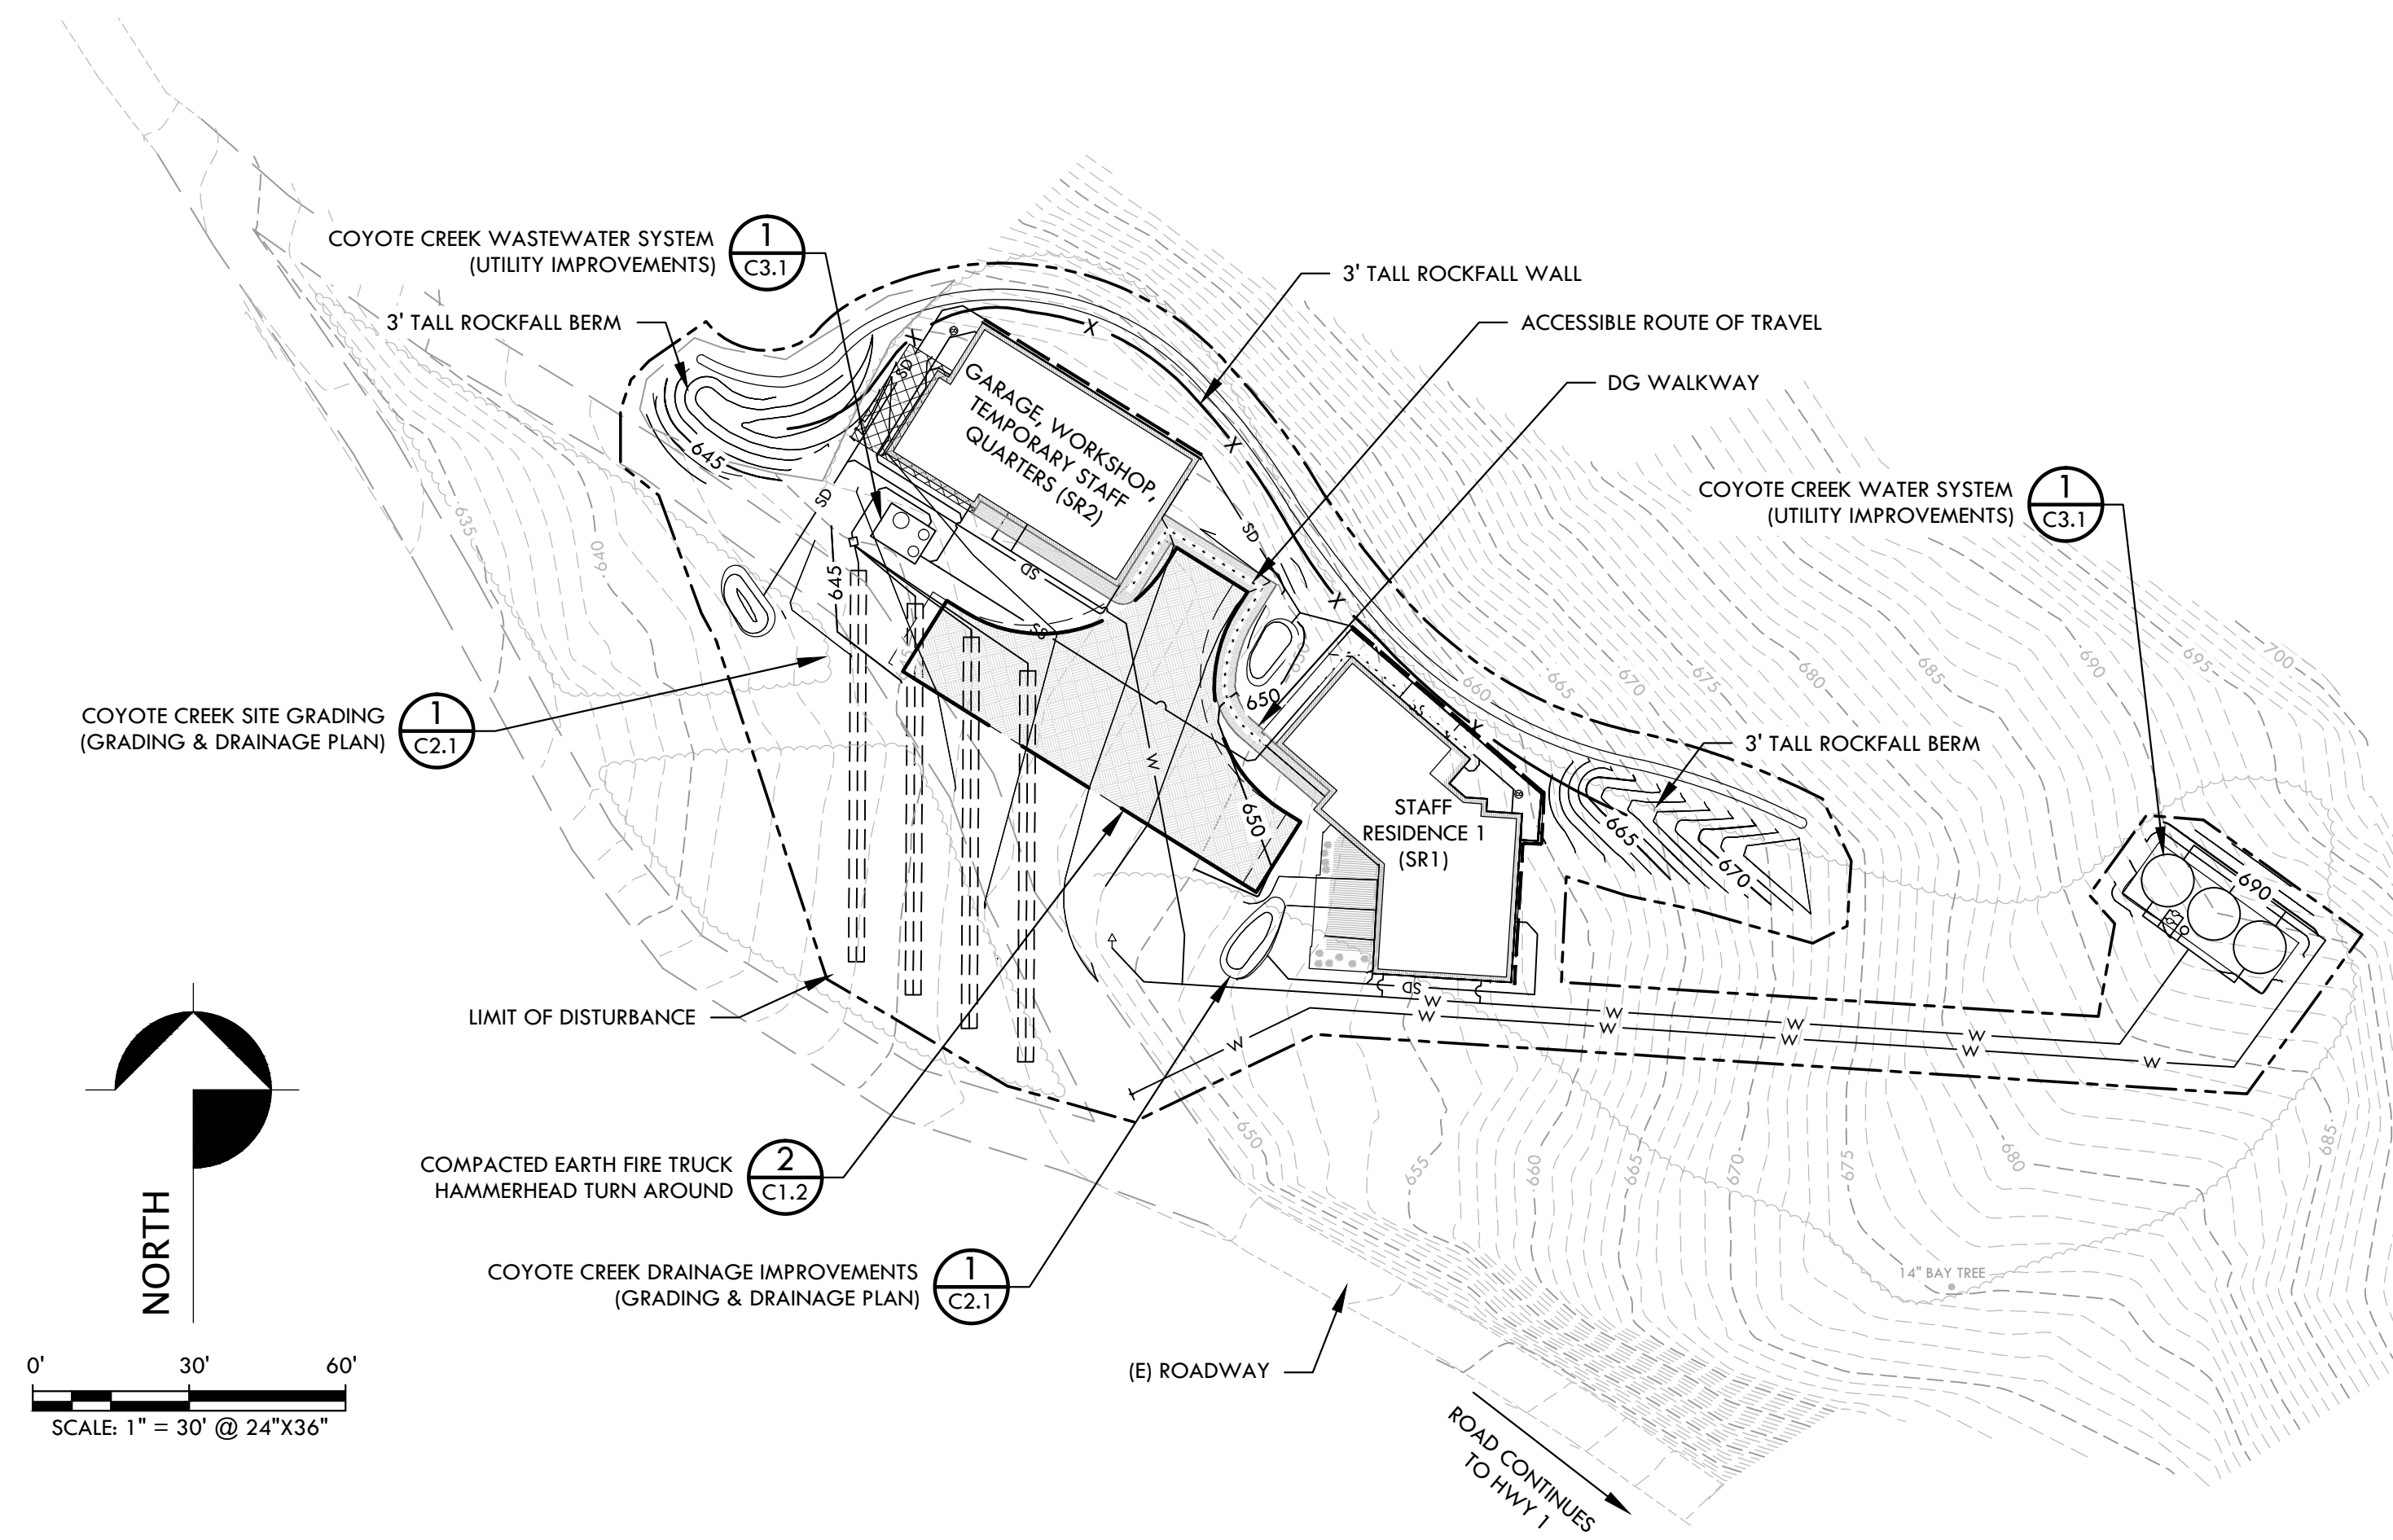 COYOTE CREEK WASTEWATER SYSTEM
(UTILITY IMPROVEMENTS)
1
C3.1
3' TALL ROCKFALL BERM
3' TALL ROCKFALL WALL
ACCESSIBLE ROUTE OF TRAVEL
DG WALKWAY
COYOTE CREEK WATER SYSTEM
(UTILITY IMPROVEMENTS)
1
C3.1
GARAGE, WORKSHOP,
TEMPORARY STAFF
QUARTERS (SR2)
X
X
X
X
X
X
SD
SD
SD
SD
SD
SS
SS
W
645
645
635
640
650
650
660
665
670
675
680
685
690
695
700
COYOTE CREEK SITE GRADING
(GRADING & DRAINAGE PLAN)
1
C2.1
3' TALL ROCKFALL BERM
STAFF
RESIDENCE 1
(SR1)
665
670
690
LIMIT OF DISTURBANCE
W
W
W
W
W
W
W
W
W
W
COMPACTED EARTH FIRE TRUCK
HAMMERHEAD TURN AROUND
2
C1.2
650
655
660
665
670
675
680
685
COYOTE CREEK DRAINAGE IMPROVEMENTS
(GRADING & DRAINAGE PLAN)
1
C2.1
14" BAY TREE
(E) ROADWAY
ROAD CONTINUES
TO HWY 1
NORTH
0' 30' 60'
SCALE: 1" = 30' @ 24"X36"